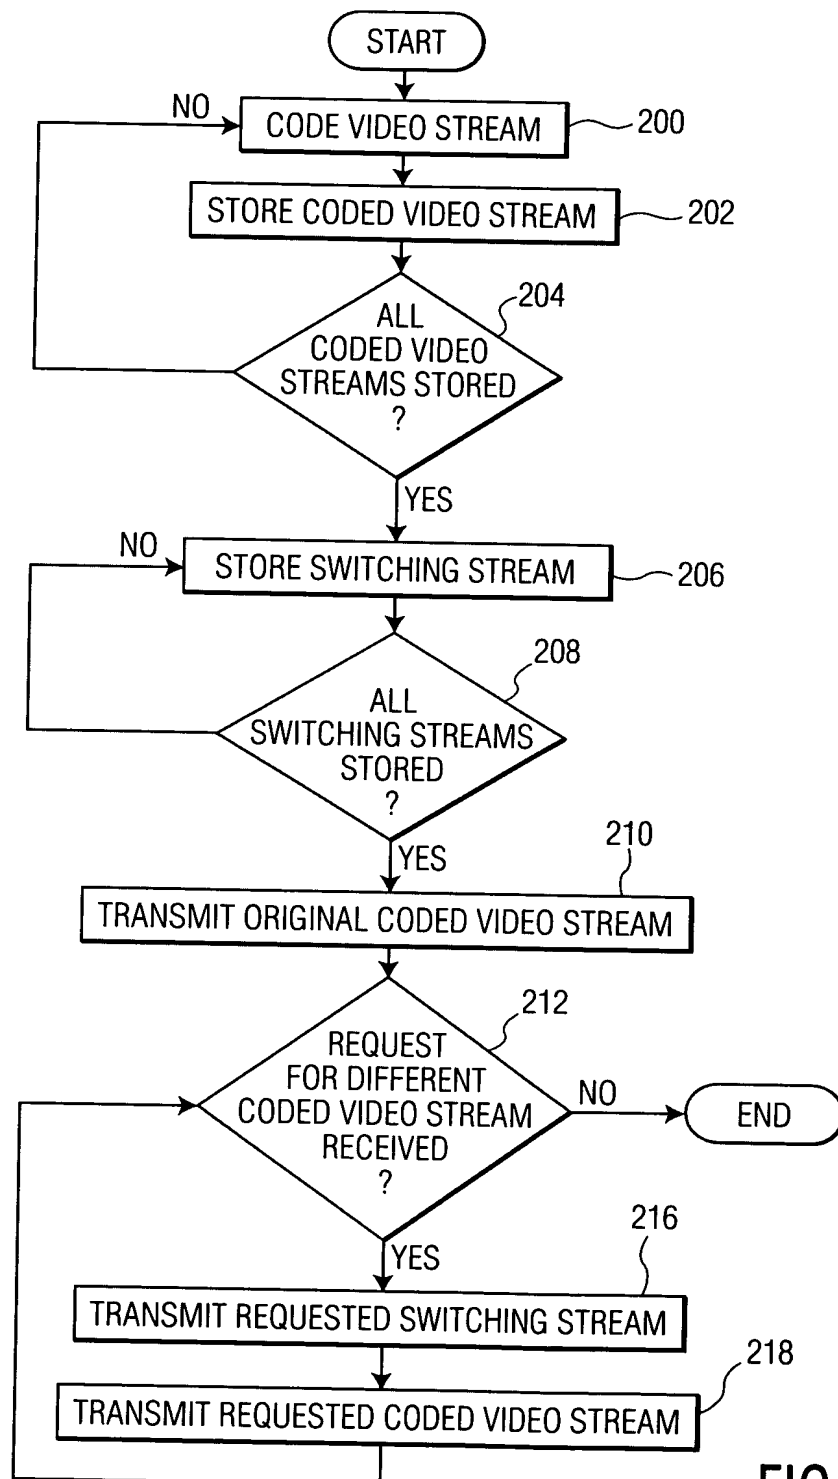 START
NO
CODE VIDEO STREAM
200
STORE CODED VIDEO STREAM
202
204
ALL
CODED VIDEO
STREAMS STORED
?
YES
NO
STORE SWITCHING STREAM
206
208
ALL
SWITCHING STREAMS
STORED
?
YES
210
TRANSMIT ORIGINAL CODED VIDEO STREAM
212
REQUEST
FOR DIFFERENT
CODED VIDEO STREAM
RECEIVED
?
NO
END
YES
216
TRANSMIT REQUESTED SWITCHING STREAM
218
TRANSMIT REQUESTED CODED VIDEO STREAM